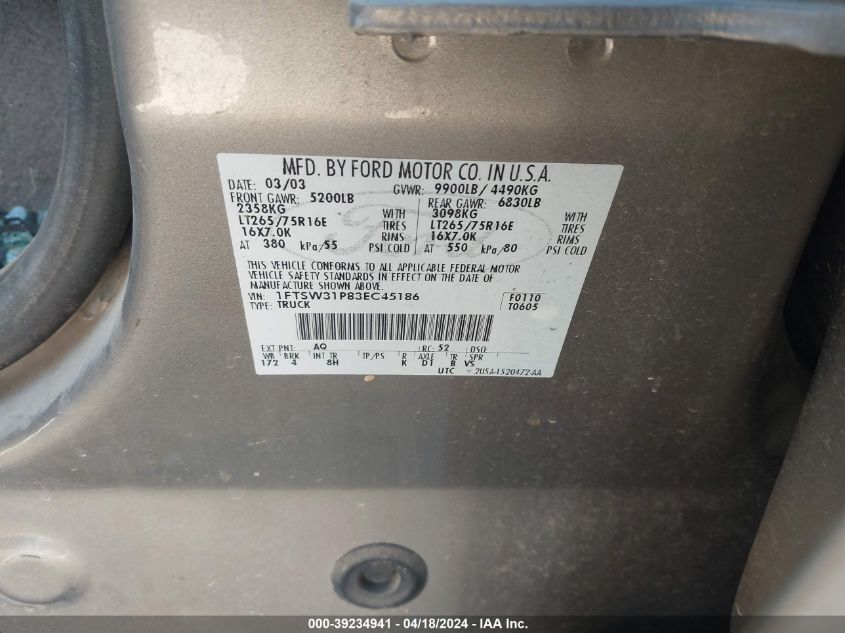 MFD. BY FORD MOTOR CO. IN U.S.A.
DATE: 03/03 GVWR: 9900LB/ 4490KG
FRONT GAWR: 5200LB REAR GAWR: 6830LB
2358KG WITH 3098KG WITH
LT265/75R16E TIRES LT265/75R16E TIRES
16X7.0K RIMS 16X7.0K RIMS
AT 380 kPa/55 PSI COLD AT 550 kPa/80 PSI COLD
THIS VEHICLE CONFORMS TO ALL APPLICABLE FEDERAL MOTOR
VEHICLE SAFETY STANDARDS IN EFFECT ON THE DATE OF
MANUFACTURE SHOWN ABOVE.
VIN: 1FTSW31P83EC45186 F0110
TYPE: TRUCK T0605
EXT PNT: AQ RC: 52 DSO:
WB BRK INT TR TP/PS R AXLE TR SPR
172 4 8H K D1 B VS
UTC 2U5A-1520472-AA
Ford
000-39234941 - 04/18/2024 - IAA Inc.